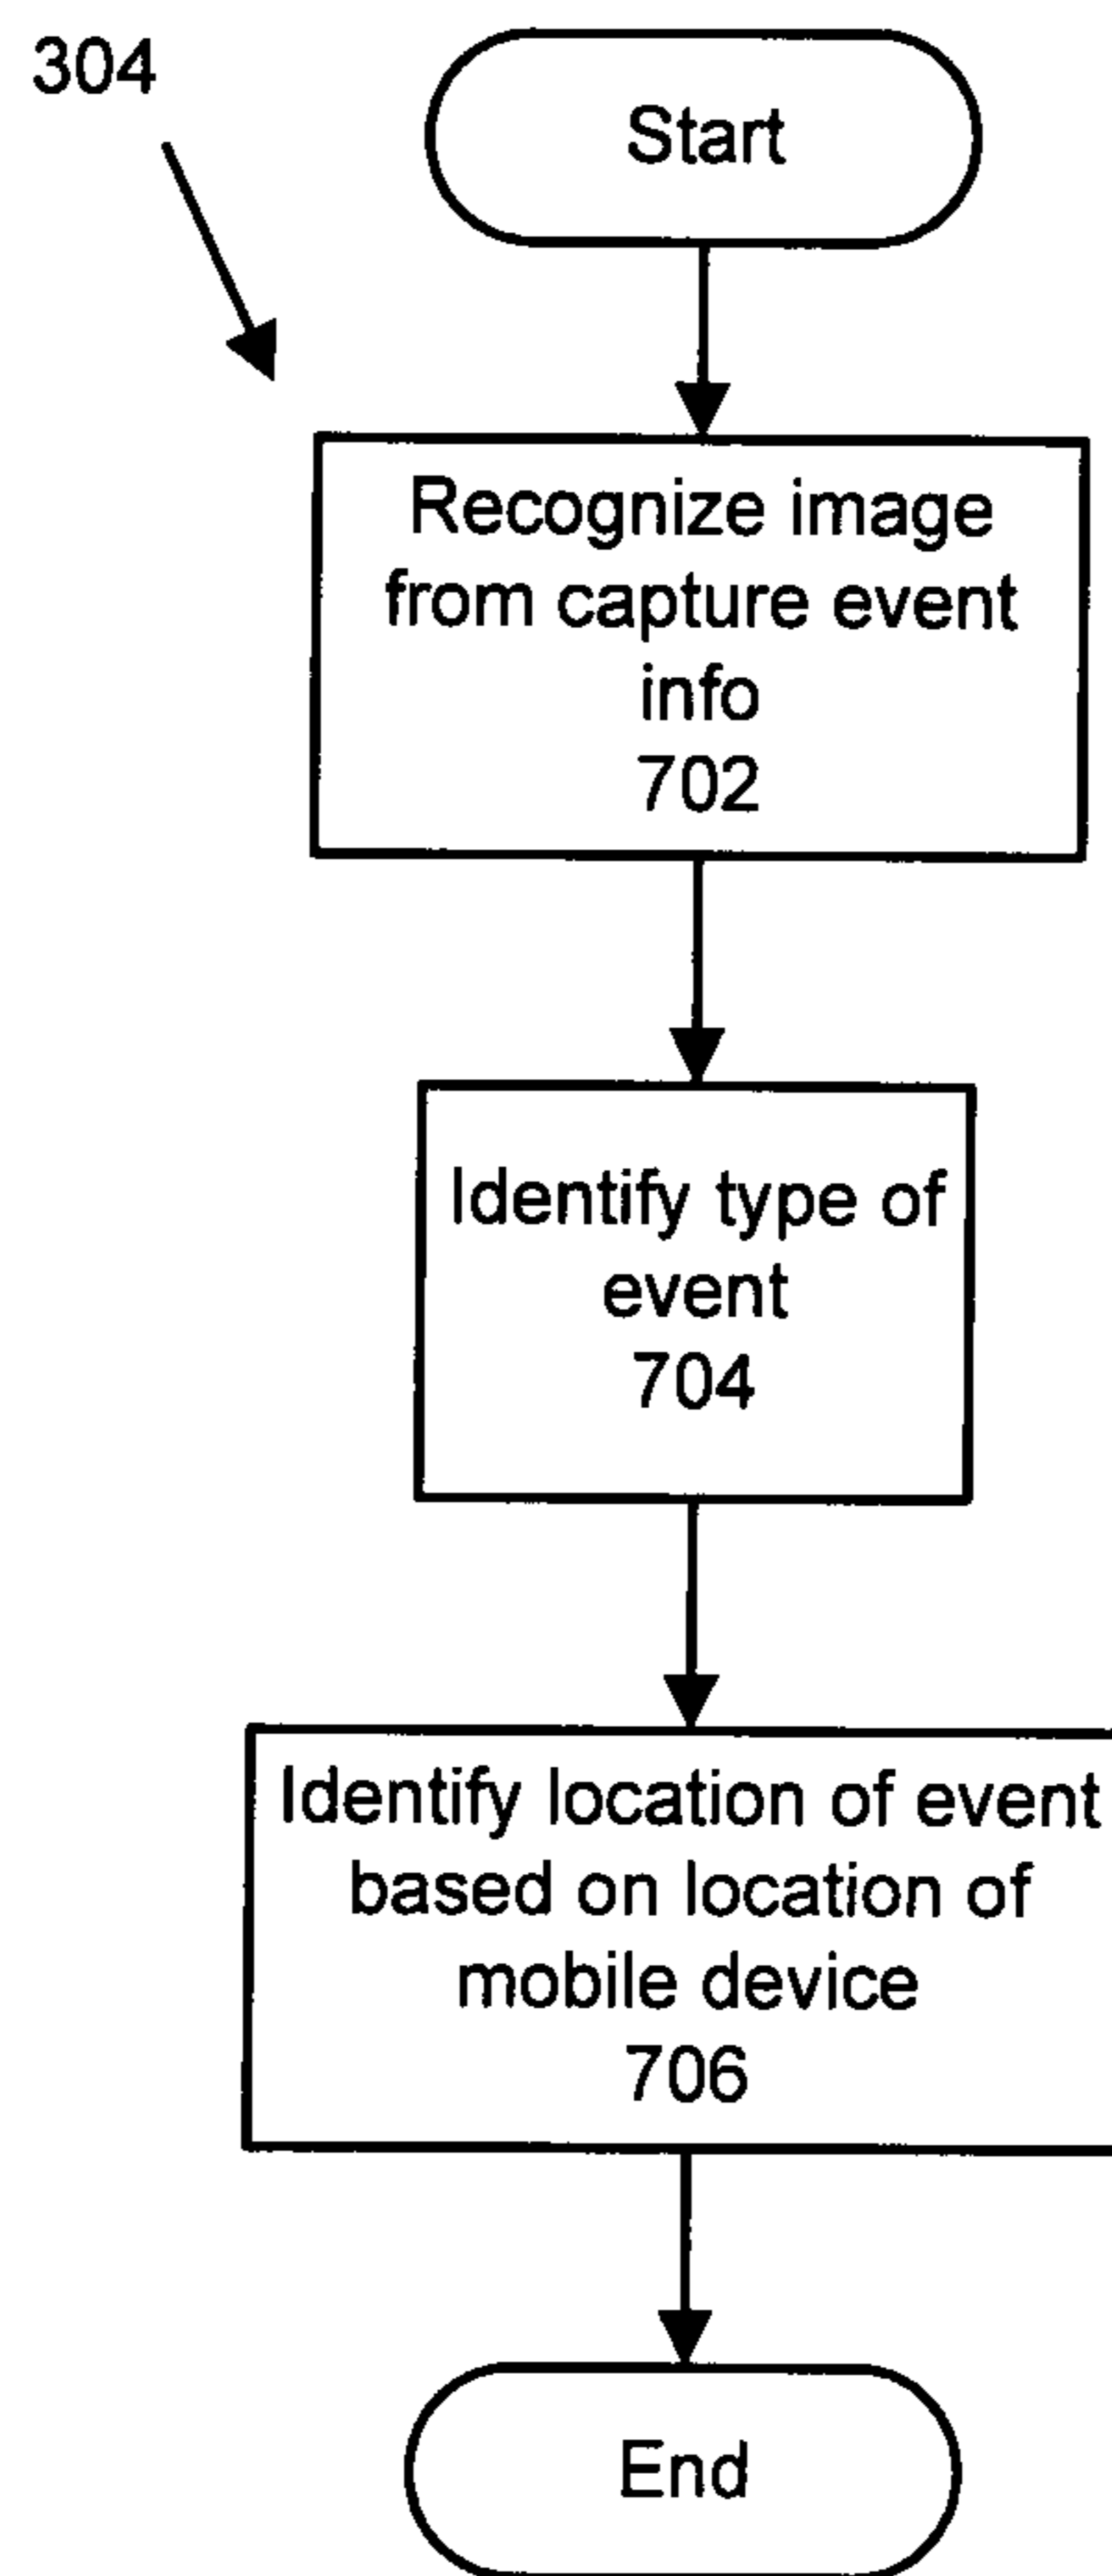 304
Start
Recognize image
from capture event
info
702
Identify type of
event
704
Identify location of event
based on location of
mobile device
706
End